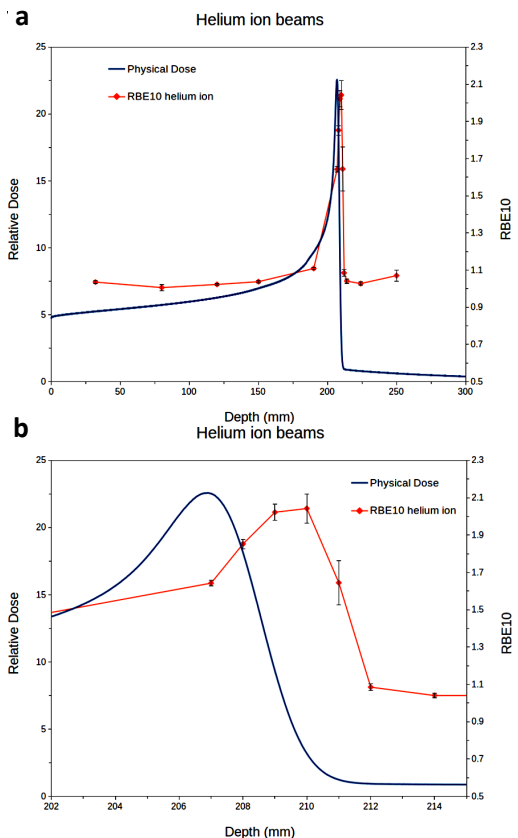 a
Helium ion beams
25
20
15
10
5
0
Relative Dose
Physical Dose
RBE10 helium ion
2.3
2.1
1.9
1.7
1.5
1.3
1.1
0.9
0.7
0.5
RBE10
0 50 100 150 200 250 300
Depth (mm)
b
Helium ion beams
25
20
15
10
5
0
Relative Dose
Physical Dose
RBE10 helium ion
2.3
2.1
1.9
1.7
1.5
1.3
1.1
0.9
0.7
0.5
RBE10
202 204 206 208 210 212 214
Depth (mm)